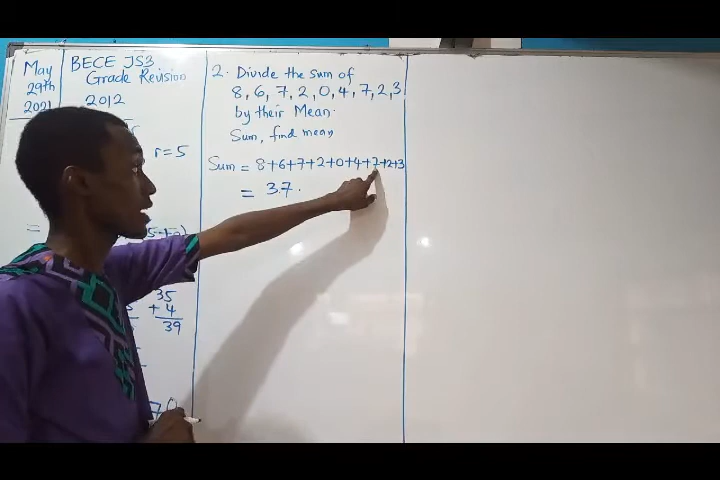 May
29th
2021
BECE JS3
Grade Revision
2012
r=5
=
35
+ 4
39
2. Divide the sum of
8, 6, 7, 2, 0, 4, 7, 2, 3
by their Mean.
Sum, find mean
Sum = 8+6+7+2+0+4+7+2+3
= 37.